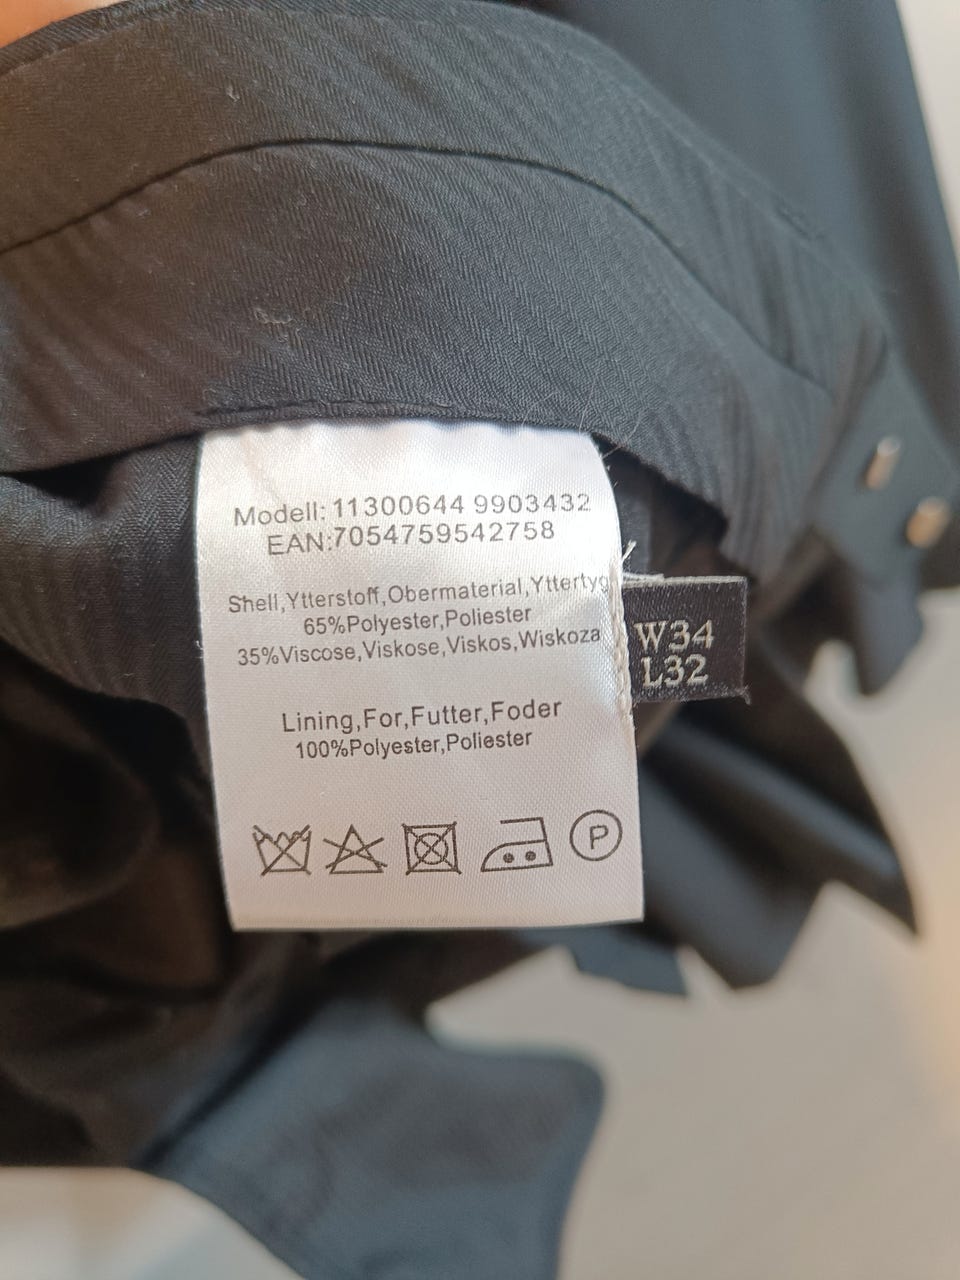 Modell: 11300644 9903432
EAN:7054759542758
Shell,Ytterstoff,Obermaterial,Yttertyg
65%Polyester,Poliester
35%Viscose,Viskose,Viskos,Wiskoza
Lining,For,Futter,Foder
100%Polyester,Poliester
P
W34
L32